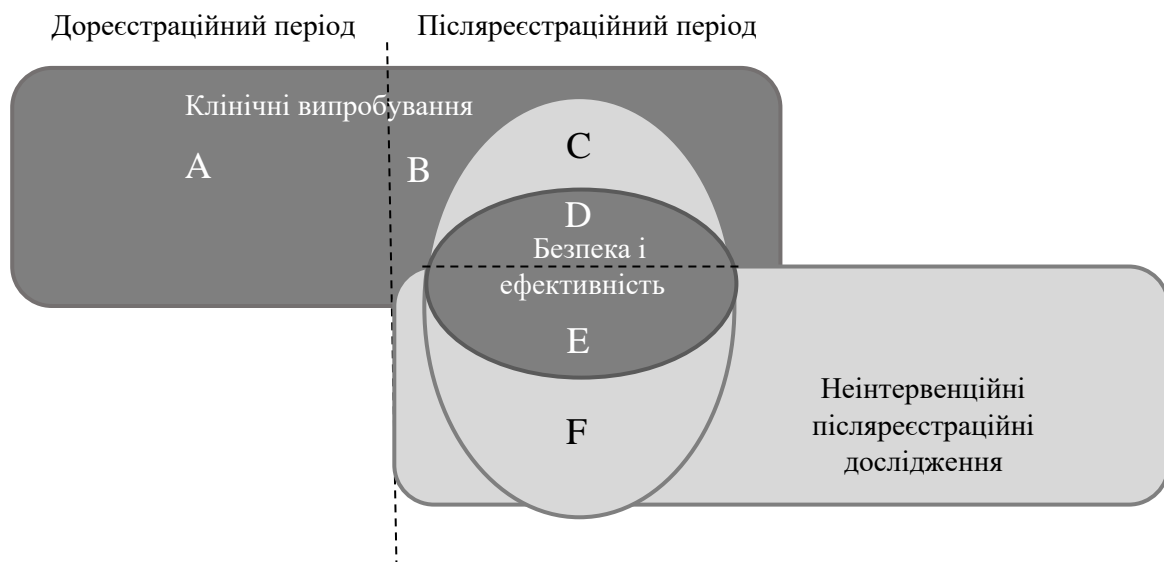 Дореєстраційний період
Післяреєстраційний період
Клінічні випробування
A
B
C
D
Безпека і
ефективність
E
F
Неінтервенційні
післяреєстраційні
дослідження